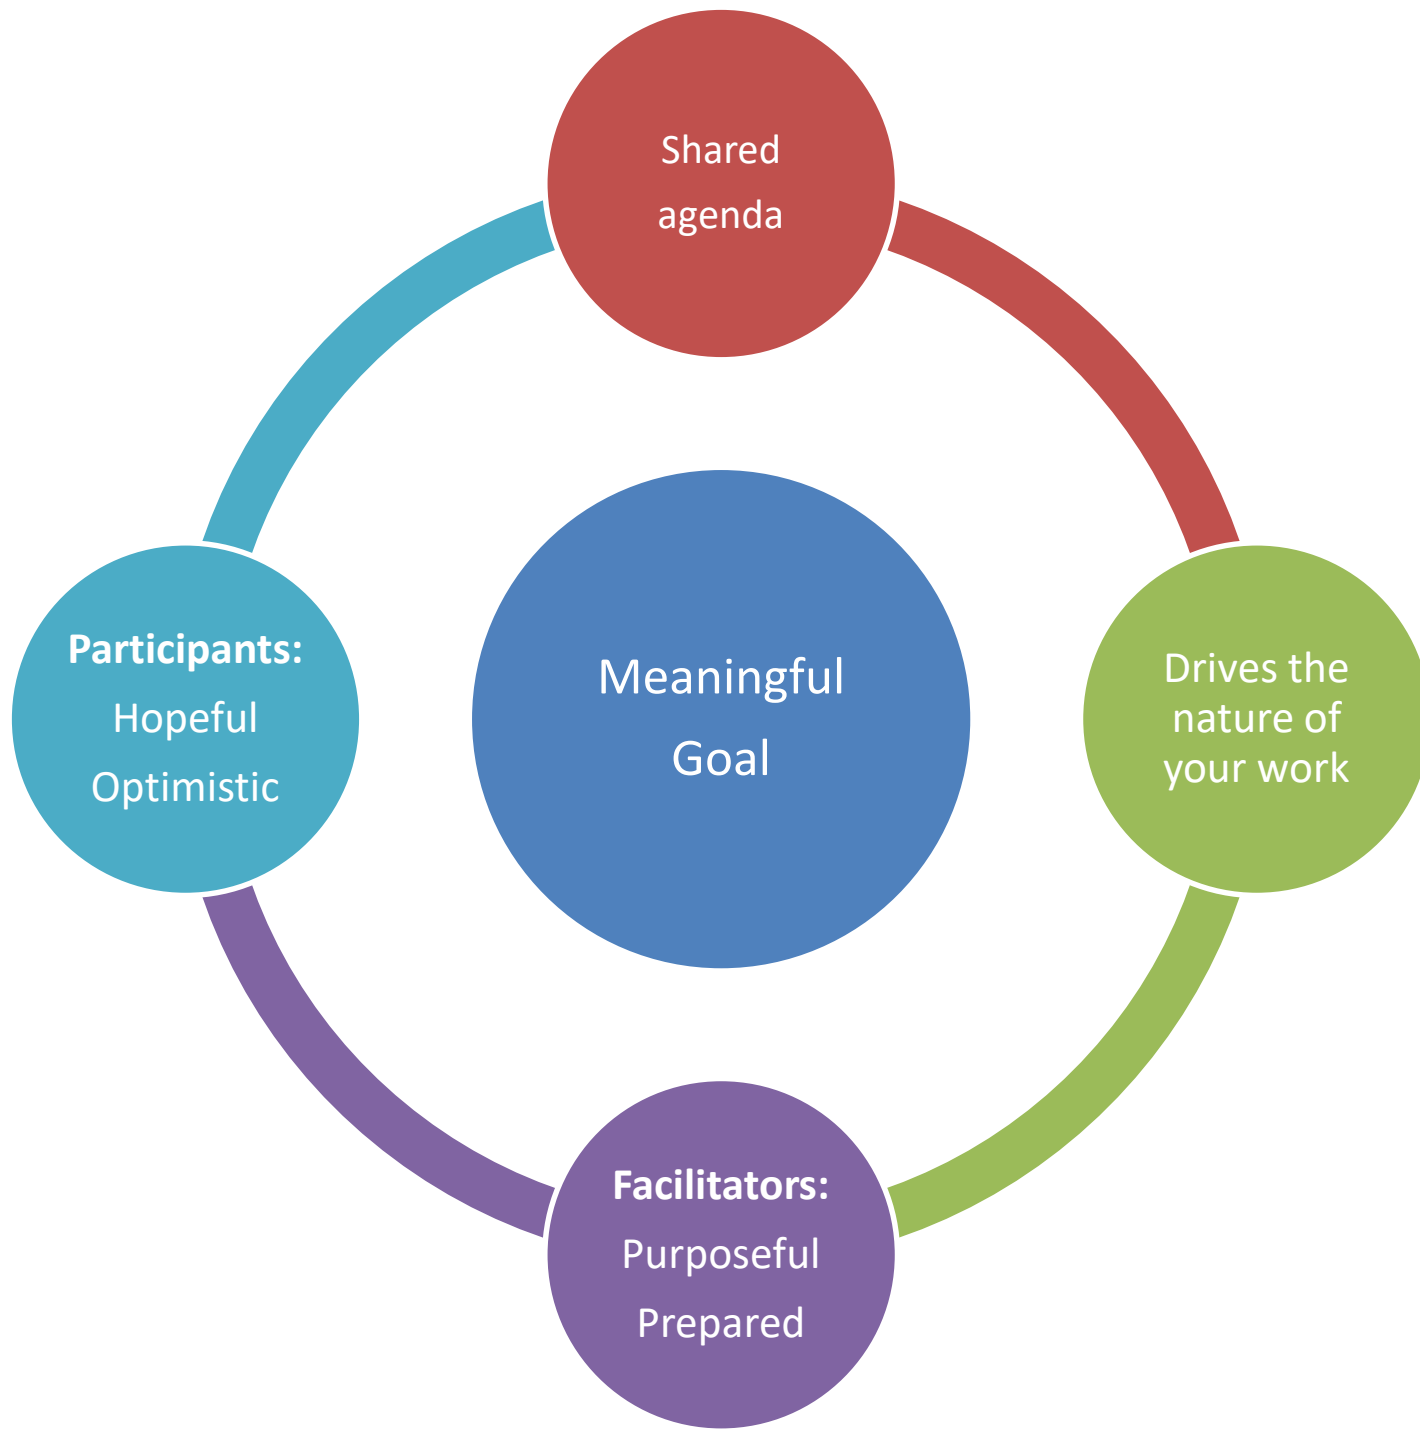 Shared
agenda
Participants:
Hopeful
Optimistic
Meaningful
Goal
Drives the
nature of
your work
Facilitators:
Purposeful
Prepared